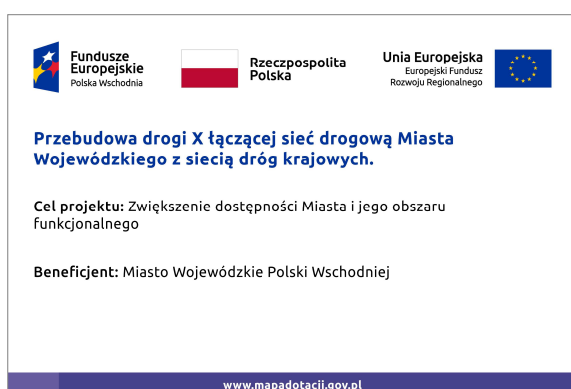 Fundusze
Europejskie
Polska Wschodnia
Rzeczpospolita
Polska
Unia Europejska
Europejski Fundusz
Rozwoju Regionalnego
Przebudowa drogi X łączącej sieć drogową Miasta
Wojewódzkiego z siecią dróg krajowych.
Cel projektu: Zwiększenie dostępności Miasta i jego obszaru
funkcjonalnego
Beneficjent: Miasto Wojewódzkie Polski Wschodniej
www.mapadotacji.gov.pl